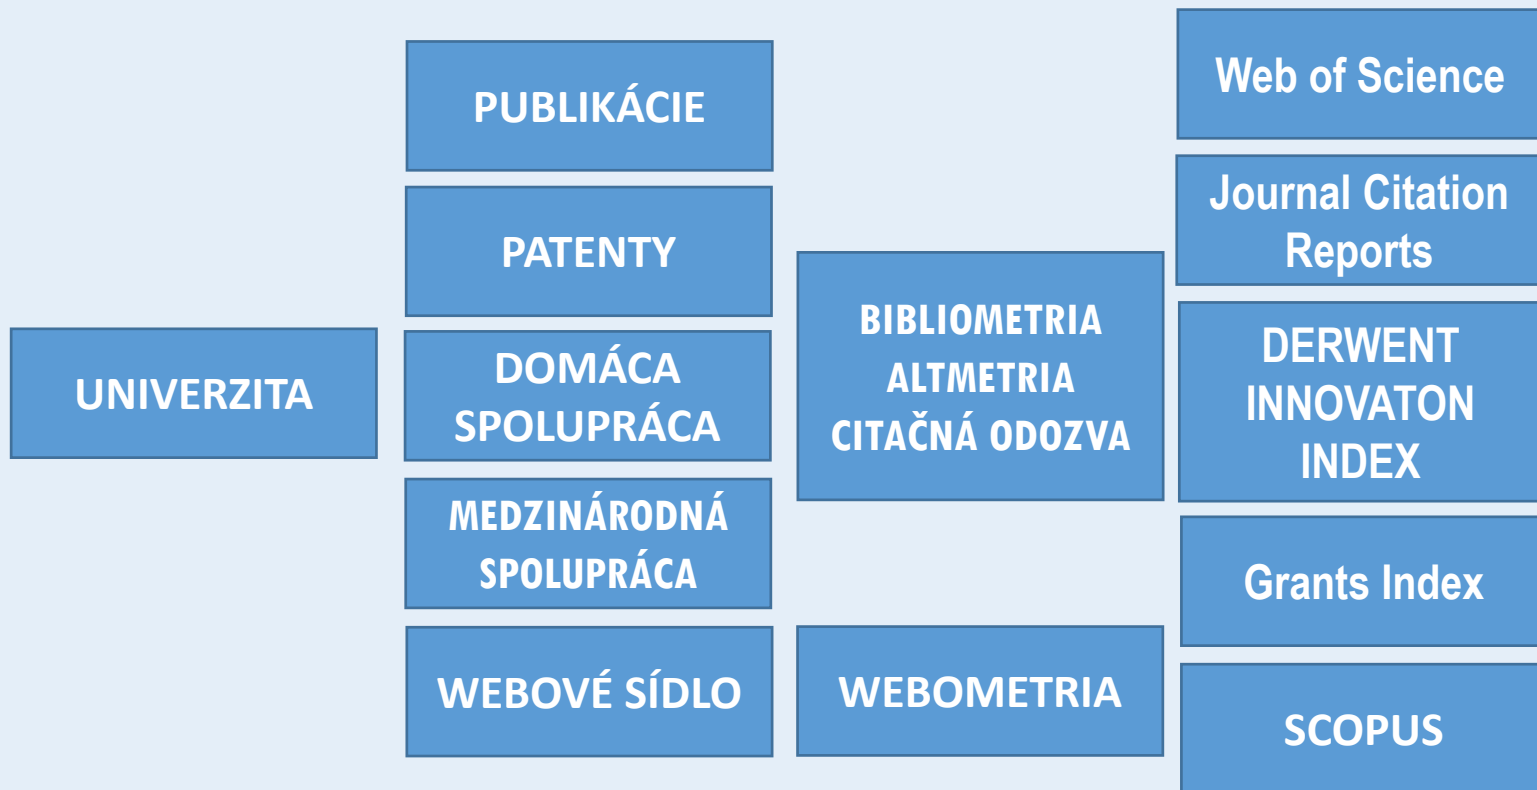 UNIVERZITA
PUBLIKÁCIE
PATENTY
DOMÁCA
SPOLUPRÁCA
MEDZINÁRODNÁ
SPOLUPRÁCA
WEBOVÉ SÍDLO
BIBLIOMETRIA
ALTMETRIA
CITAČNÁ ODOZVA
WEBOMETRIA
Web of Science
Journal Citation
Reports
DERWENT
INNOVATON
INDEX
Grants Index
SCOPUS